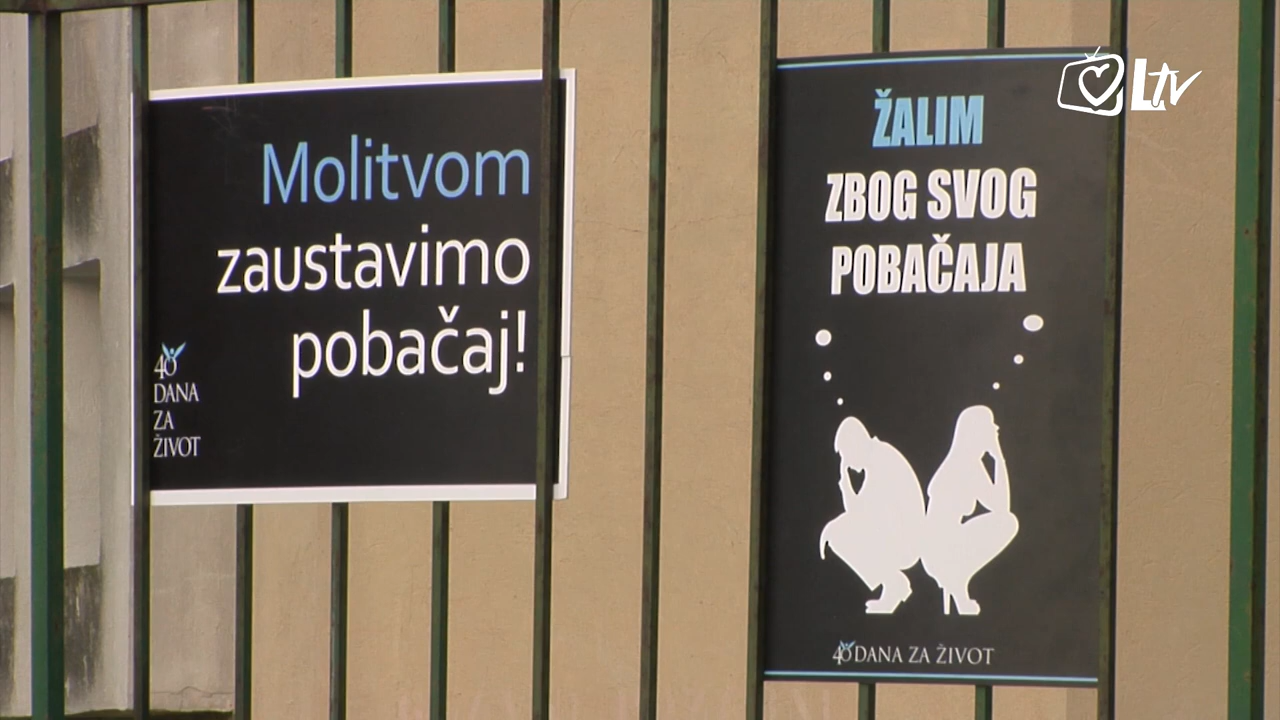 Molitvom
zaustavimo
pobačaj!
40
DANA
ZA
ŽIVOT
ŽALIM
ZBOG SVOG
POBAČAJA
40 DANA ZA ŽIVOT
Ltv